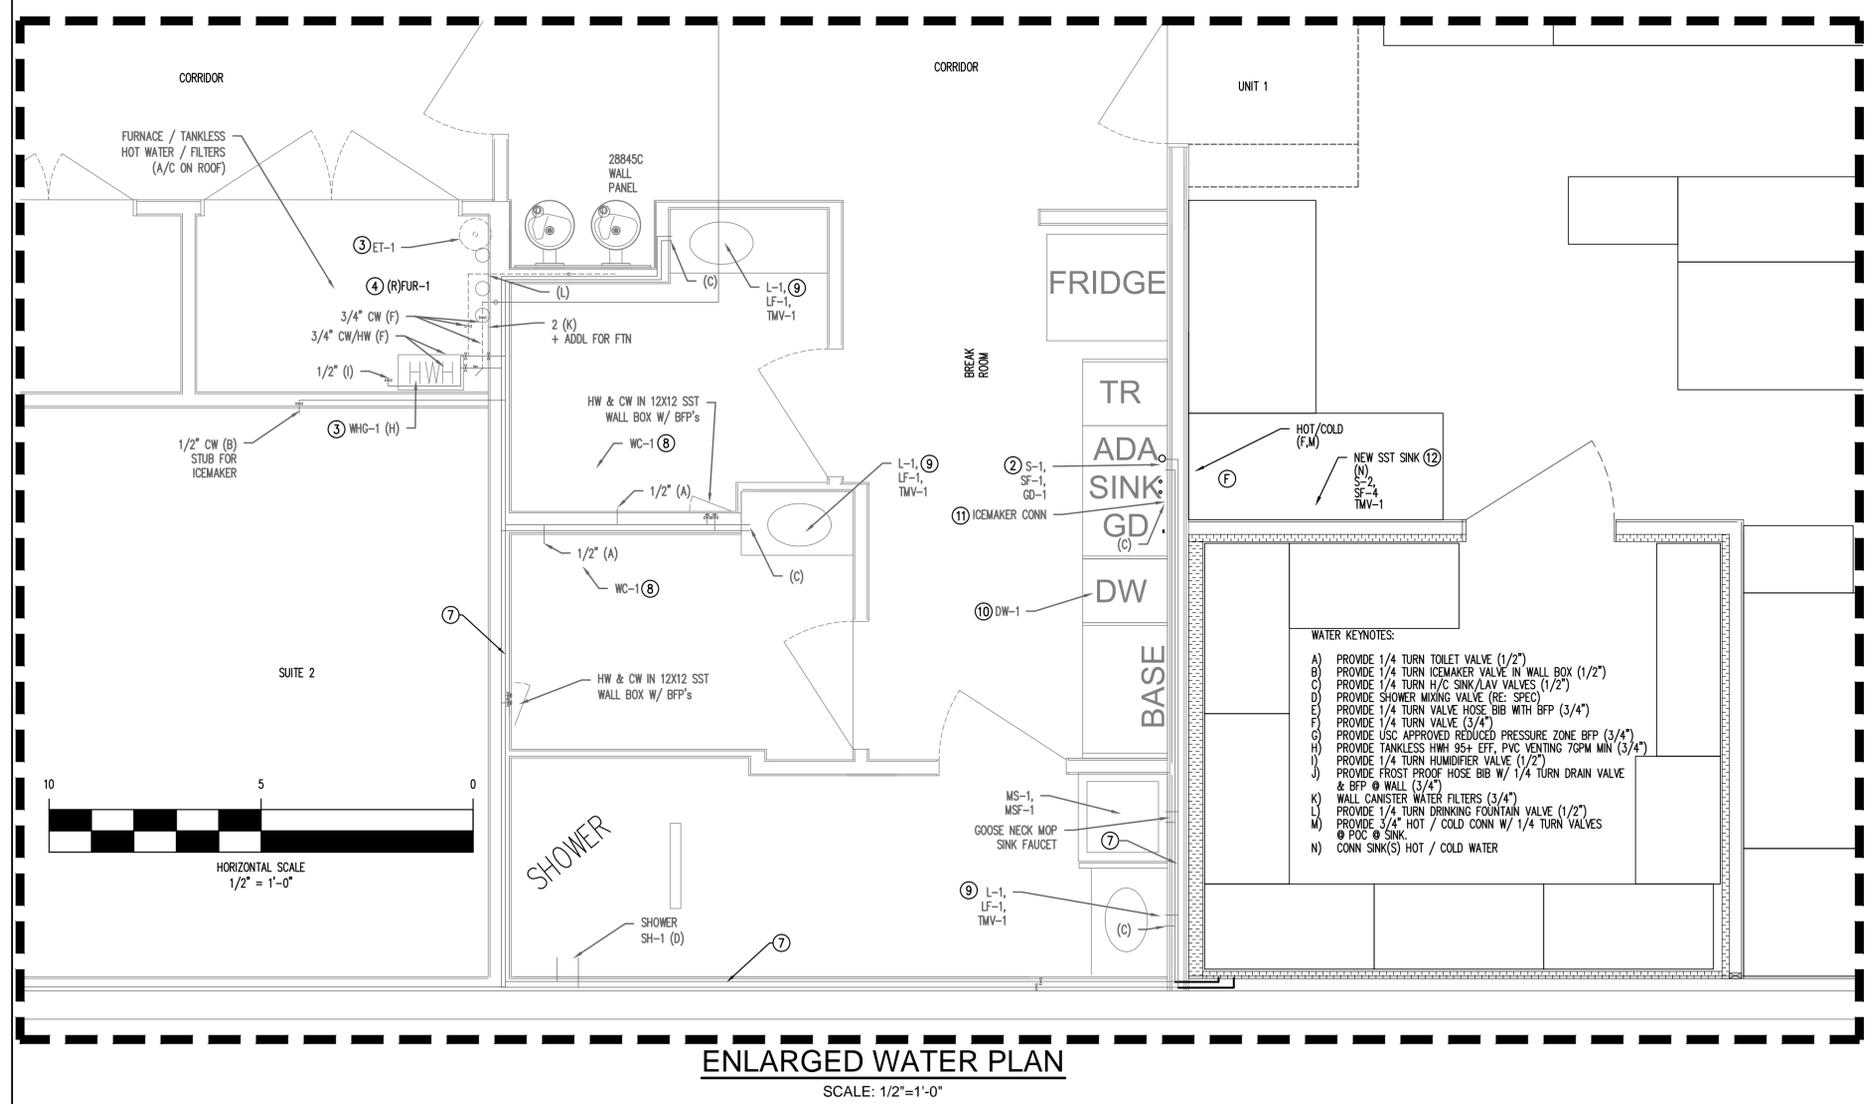 CORRIDOR
CORRIDOR
UNIT 1
FURNACE / TANKLESS
HOT WATER / FILTERS
(A/C ON ROOF)
28845C
WALL
PANEL
3 ET-1
4 (R)FUR-1
(L)
(C)
L-1, 9
LF-1,
TMV-1
FRIDGE
3/4" CW (F)
3/4" CW/HW (F)
1/2" (I)
HWH
2 (K)
+ ADDL FOR FTN
BREAK
ROOM
TR
HW & CW IN 12X12 SST
WALL BOX W/ BFP's
3 WHG-1 (H)
1/2" CW (B)
STUB FOR
ICEMAKER
WC-1 8
1/2" (A)
L-1, 9
LF-1,
TMV-1
ADA
SINK
GD
(C)
2 S-1,
SF-1,
GD-1
11 ICEMAKER CONN
HOT/COLD
(F,M)
F
NEW SST SINK 12
(N)
S-2,
SF-4
TMV-1
1/2" (A)
WC-1 8
(C)
DW
10 DW-1
7
SUITE 2
HW & CW IN 12X12 SST
WALL BOX W/ BFP's
BASE
WATER KEYNOTES:
A) PROVIDE 1/4 TURN TOILET VALVE (1/2")
B) PROVIDE 1/4 TURN ICEMAKER VALVE IN WALL BOX (1/2")
C) PROVIDE 1/4 TURN H/C SINK/LAV VALVES (1/2")
D) PROVIDE SHOWER MIXING VALVE (RE: SPEC)
E) PROVIDE 1/4 TURN VALVE HOSE BIB WITH BFP (3/4")
F) PROVIDE 1/4 TURN VALVE (3/4")
G) PROVIDE USC APPROVED REDUCED PRESSURE ZONE BFP (3/4")
H) PROVIDE TANKLESS HWH 95+ EFF, PVC VENTING 7GPM MIN (3/4")
I) PROVIDE 1/4 TURN HUMIDIFIER VALVE (1/2")
J) PROVIDE FROST PROOF HOSE BIB W/ 1/4 TURN DRAIN VALVE
& BFP @ WALL (3/4")
K) WALL CANISTER WATER FILTERS (3/4")
L) PROVIDE 1/4 TURN DRINKING FOUNTAIN VALVE (1/2")
M) PROVIDE 3/4" HOT / COLD CONN W/ 1/4 TURN VALVES
@ POC @ SINK.
N) CONN SINK(S) HOT / COLD WATER
10 5 0
HORIZONTAL SCALE
1/2" = 1'-0"
SHOWER
MS-1,
MSF-1
GOOSE NECK MOP
SINK FAUCET
7
9 L-1,
LF-1,
TMV-1
(C)
SHOWER
SH-1 (D)
7
ENLARGED WATER PLAN
SCALE: 1/2"=1'-0"